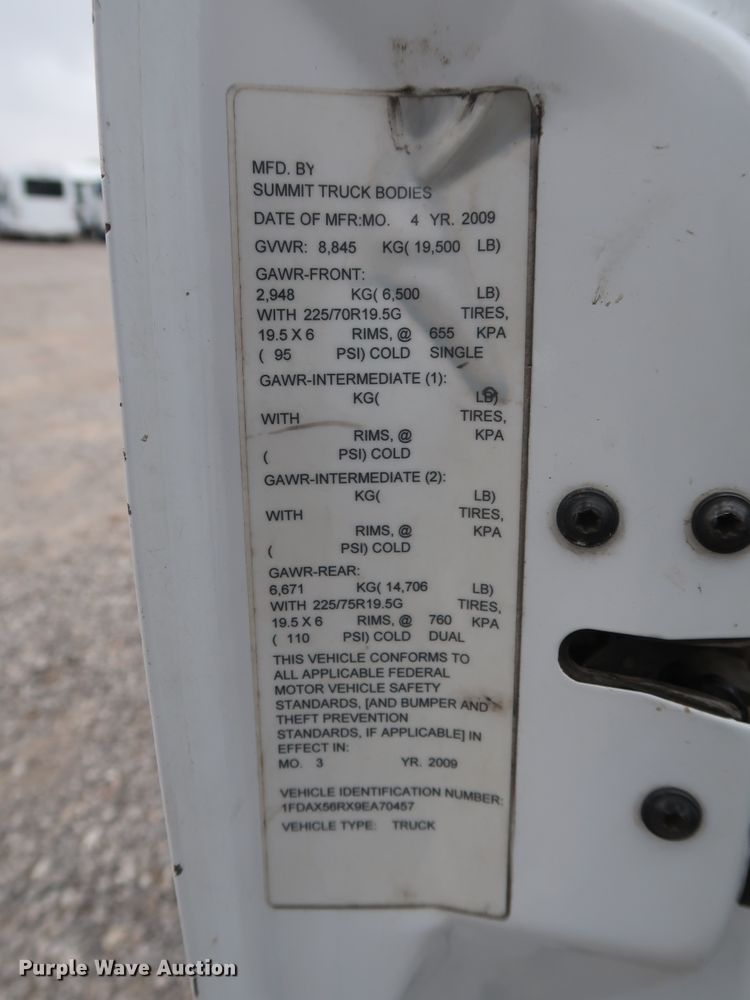 MFD. BY
SUMMIT TRUCK BODIES
DATE OF MFR:MO. 4 YR. 2009
GVWR: 8,845 KG( 19,500 LB)
GAWR-FRONT:
2,948 KG( 6,500 LB)
WITH 225/70R19.5G TIRES,
19.5 X 6 RIMS, @ 655 KPA
( 95 PSI) COLD SINGLE
GAWR-INTERMEDIATE (1):
KG( LB)
WITH TIRES,
RIMS, @ KPA
( PSI) COLD
GAWR-INTERMEDIATE (2):
KG( LB)
WITH TIRES,
RIMS, @ KPA
( PSI) COLD
GAWR-REAR:
6,671 KG( 14,706 LB)
WITH 225/75R19.5G TIRES,
19.5 X 6 RIMS, @ 760 KPA
( 110 PSI) COLD DUAL
THIS VEHICLE CONFORMS TO
ALL APPLICABLE FEDERAL
MOTOR VEHICLE SAFETY
STANDARDS, [AND BUMPER AND
THEFT PREVENTION
STANDARDS, IF APPLICABLE] IN
EFFECT IN:
MO. 3 YR. 2009
VEHICLE IDENTIFICATION NUMBER:
1FDAX56RX9EA70457
VEHICLE TYPE: TRUCK
Purple Wave Auction